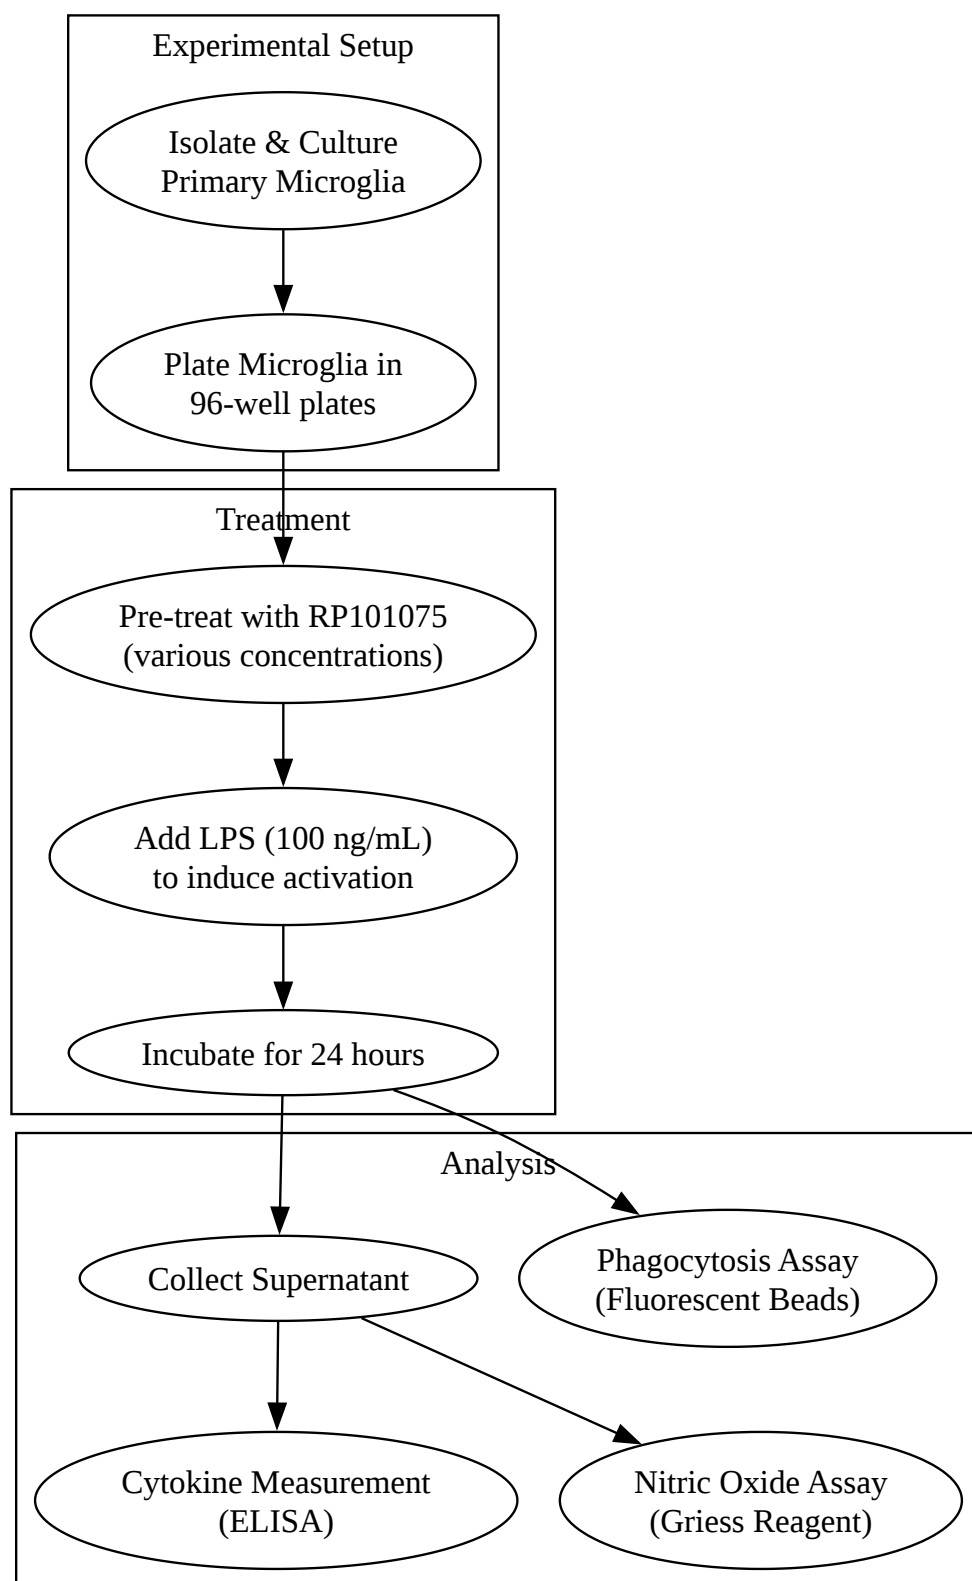 Experimental Setup
Isolate & Culture
Primary Microglia
Plate Microglia in
96-well plates
Treatment
Pre-treat with RP101075
(various concentrations)
Add LPS (100 ng/mL)
to induce activation
Incubate for 24 hours
Analysis
Collect Supernatant
Phagocytosis Assay
(Fluorescent Beads)
Cytokine Measurement
(ELISA)
Nitric Oxide Assay
(Griess Reagent)